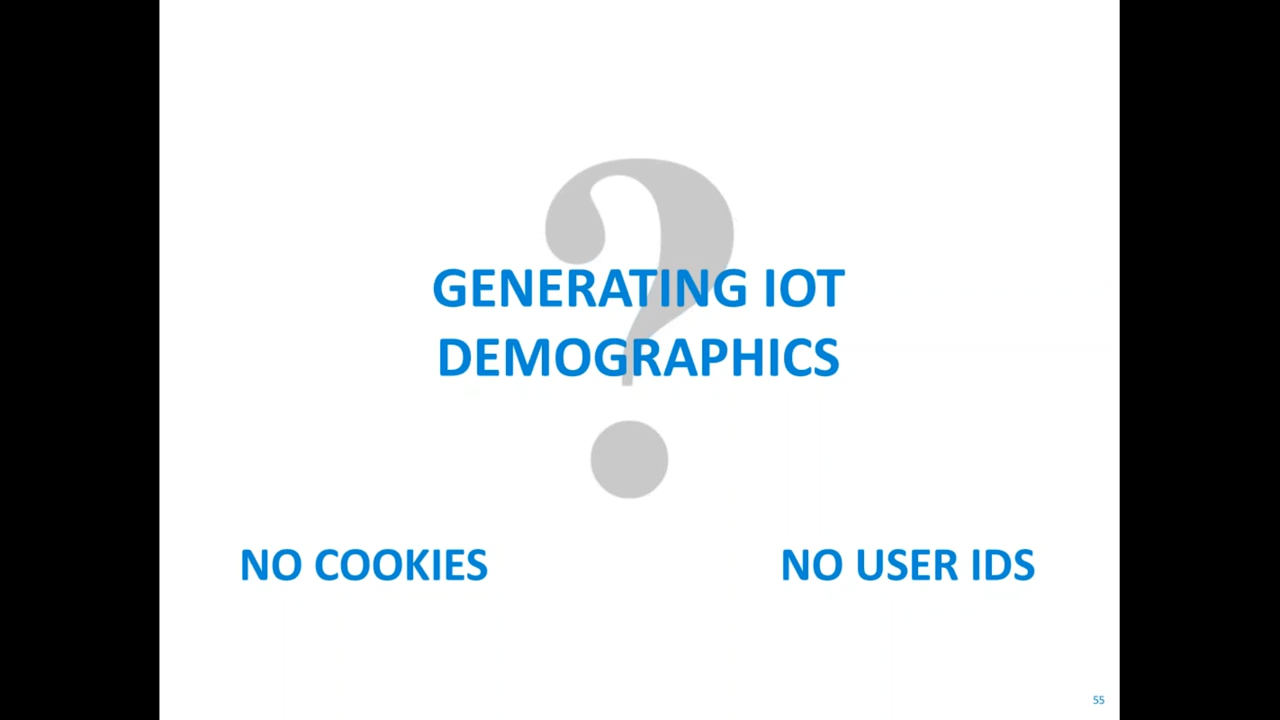 ?
GENERATING IOT
DEMOGRAPHICS
NO COOKIES
NO USER IDS
55